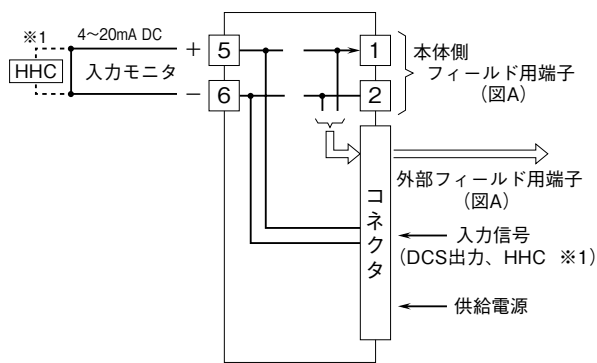 ※1
HHC
4〜20mA DC
入力モニタ
+
−
5
6
1
2
本体側
フィールド用端子
(図A)
外部フィールド用端子
(図A)
コネクタ
入力信号
(DCS出力、HHC ※1)
供給電源